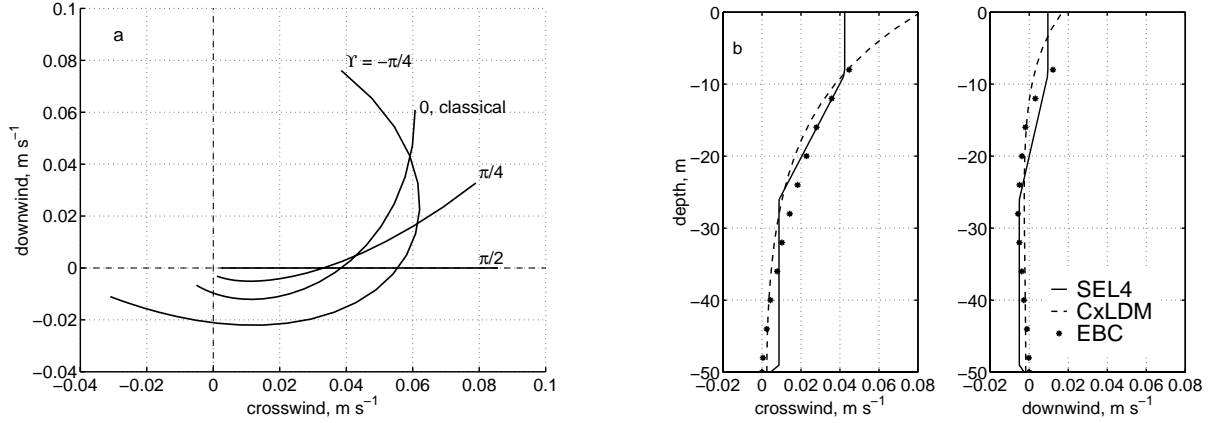 0.1
0.08
0.06
0.04
0.02
0
−0.02
−0.04
downwind, m s⁻¹
a
ϒ = −π/4
0, classical
π/4
π/2
−0.04 −0.02 0 0.02 0.04 0.06 0.08 0.1
crosswind, m s⁻¹
b
0
−10
−20
−30
−40
−50
depth, m
−0.02 0 0.02 0.04 0.06 0.08
crosswind, m s⁻¹
0
−10
−20
−30
−40
−50
SEL4
CxLDM
EBC
−0.02 0 0.02 0.04 0.06 0.08
downwind, m s⁻¹